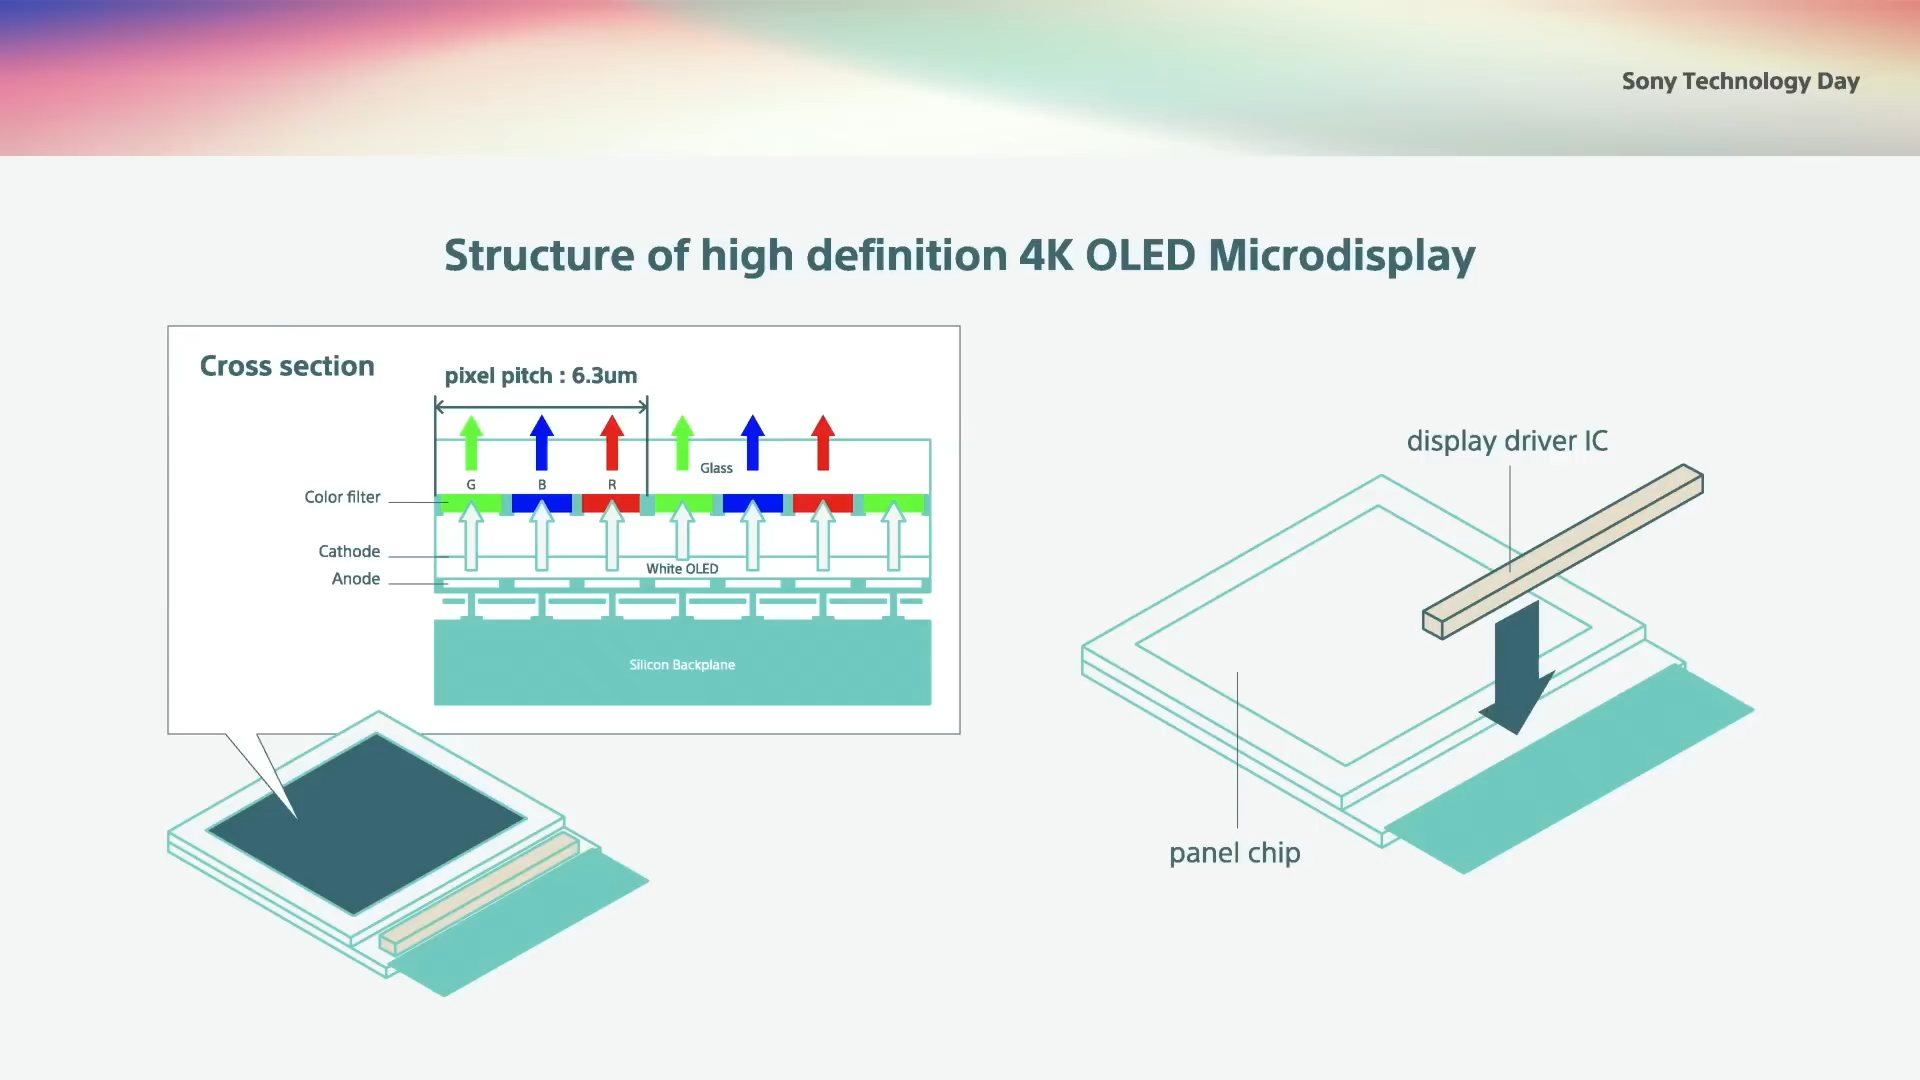 Sony Technology Day
Structure of high definition 4K OLED Microdisplay
Cross section
pixel pitch : 6.3um
Glass
G B R
Color filter
Cathode
White OLED
Anode
Silicon Backplane
display driver IC
panel chip